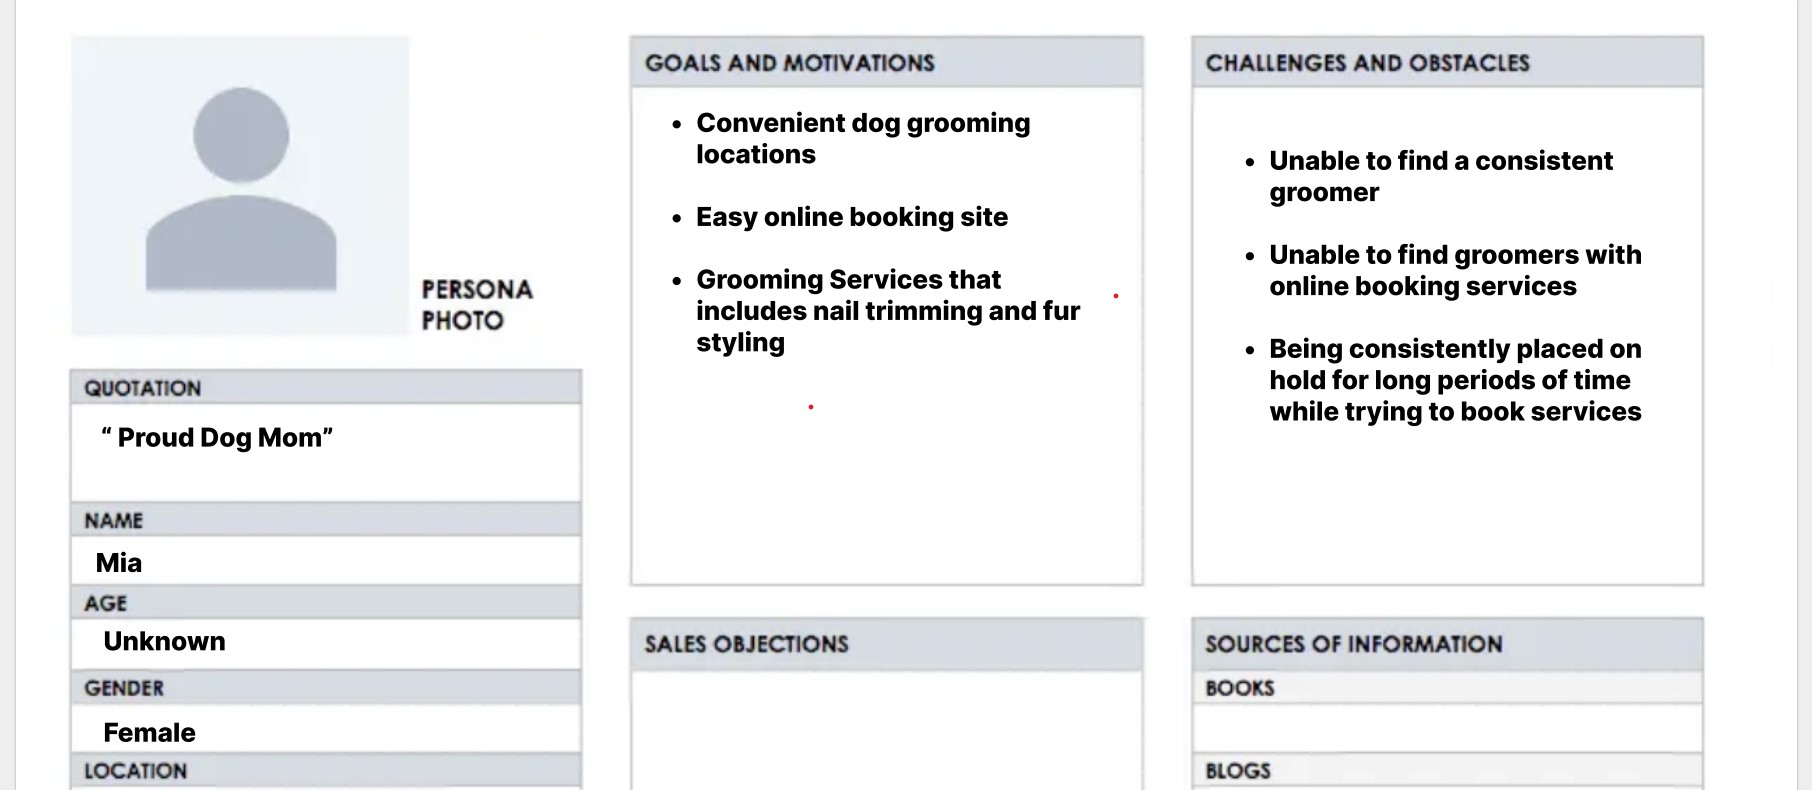 PERSONA
PHOTO
QUOTATION
“ Proud Dog Mom”
NAME
Mia
AGE
Unknown
GENDER
Female
LOCATION
GOALS AND MOTIVATIONS
• Convenient dog grooming
locations
• Easy online booking site
• Grooming Services that
includes nail trimming and fur
styling
CHALLENGES AND OBSTACLES
• Unable to find a consistent
groomer
• Unable to find groomers with
online booking services
• Being consistently placed on
hold for long periods of time
while trying to book services
SALES OBJECTIONS
SOURCES OF INFORMATION
BOOKS
BLOGS